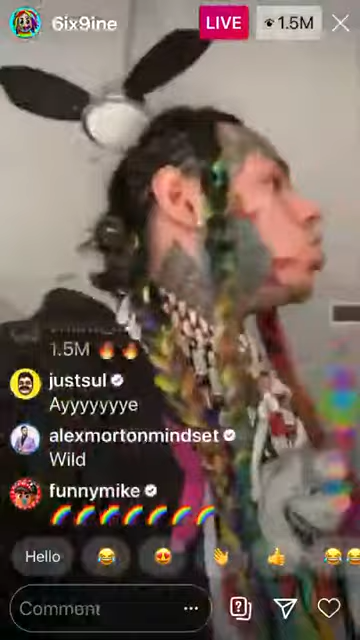 6ix9ine
LIVE
1.5M
1.5M 🔥🔥
justsul
Ayyyyyyye
alexmortonmindset
Wild
funnymike
🌈🌈🌈🌈🌈🌈
Hello 😂 😍 👏 👍 😂😂
Comment